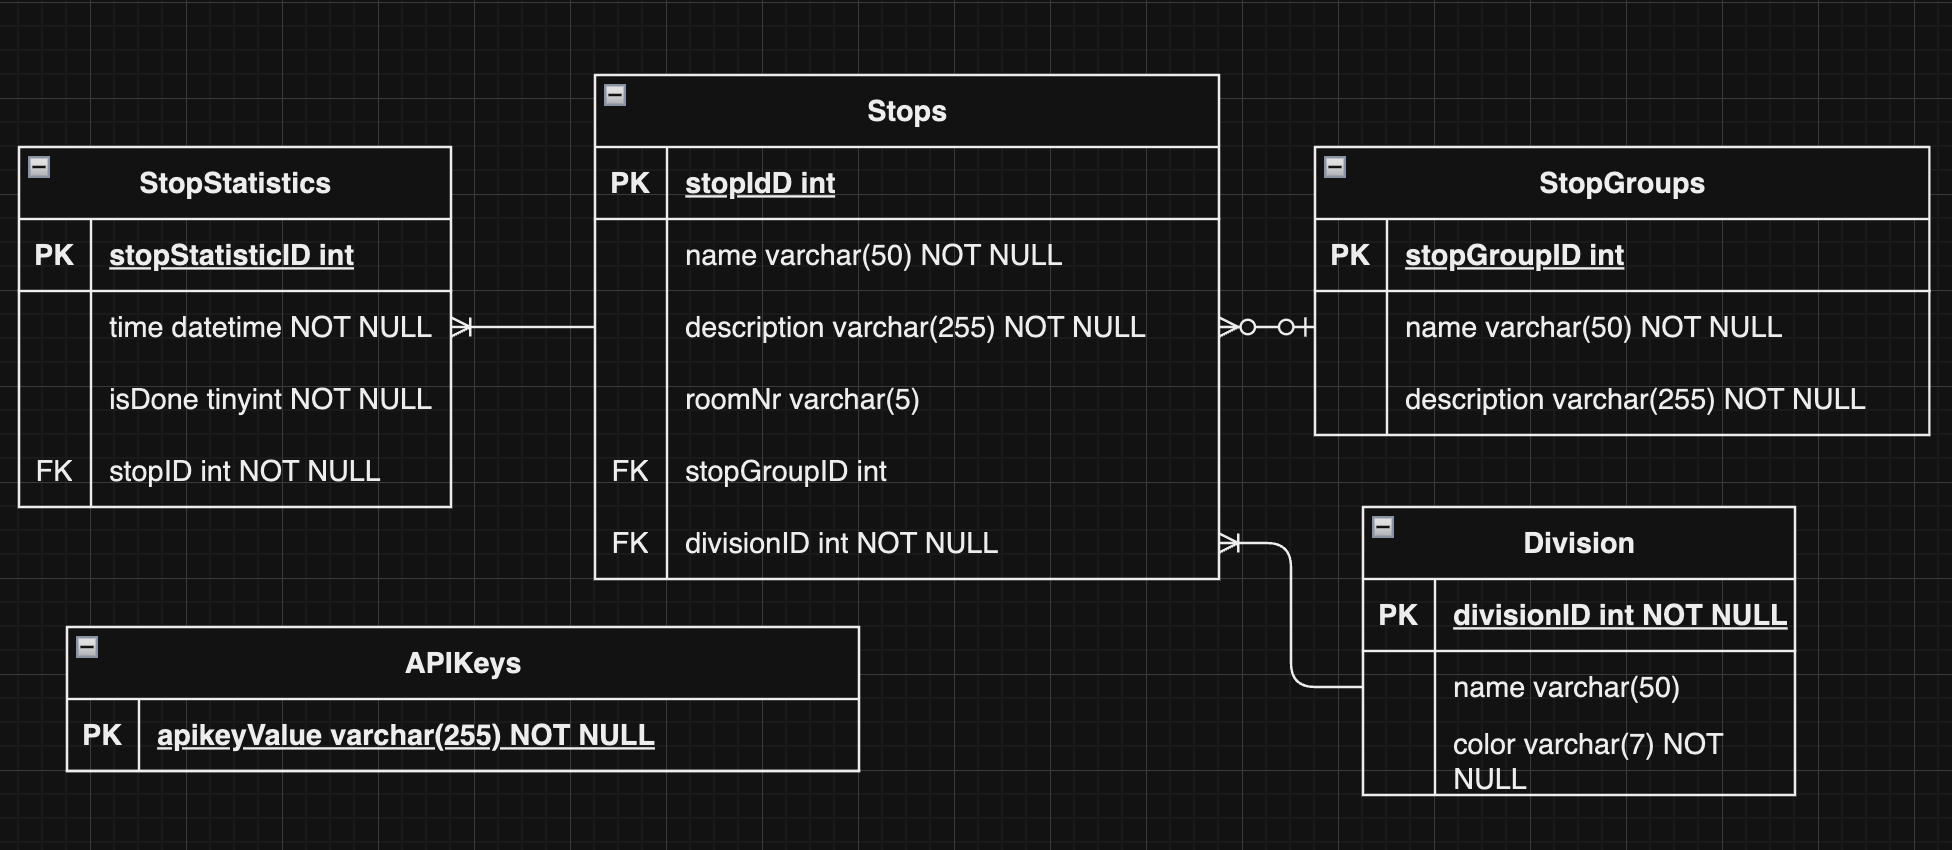 StopStatistics
PK stopStatisticID int
time datetime NOT NULL
isDone tinyint NOT NULL
FK stopID int NOT NULL
Stops
PK stopIdD int
name varchar(50) NOT NULL
description varchar(255) NOT NULL
roomNr varchar(5)
FK stopGroupID int
FK divisionID int NOT NULL
StopGroups
PK stopGroupID int
name varchar(50) NOT NULL
description varchar(255) NOT NULL
Division
PK divisionID int NOT NULL
name varchar(50)
color varchar(7) NOT
NULL
APIKeys
PK apikeyValue varchar(255) NOT NULL